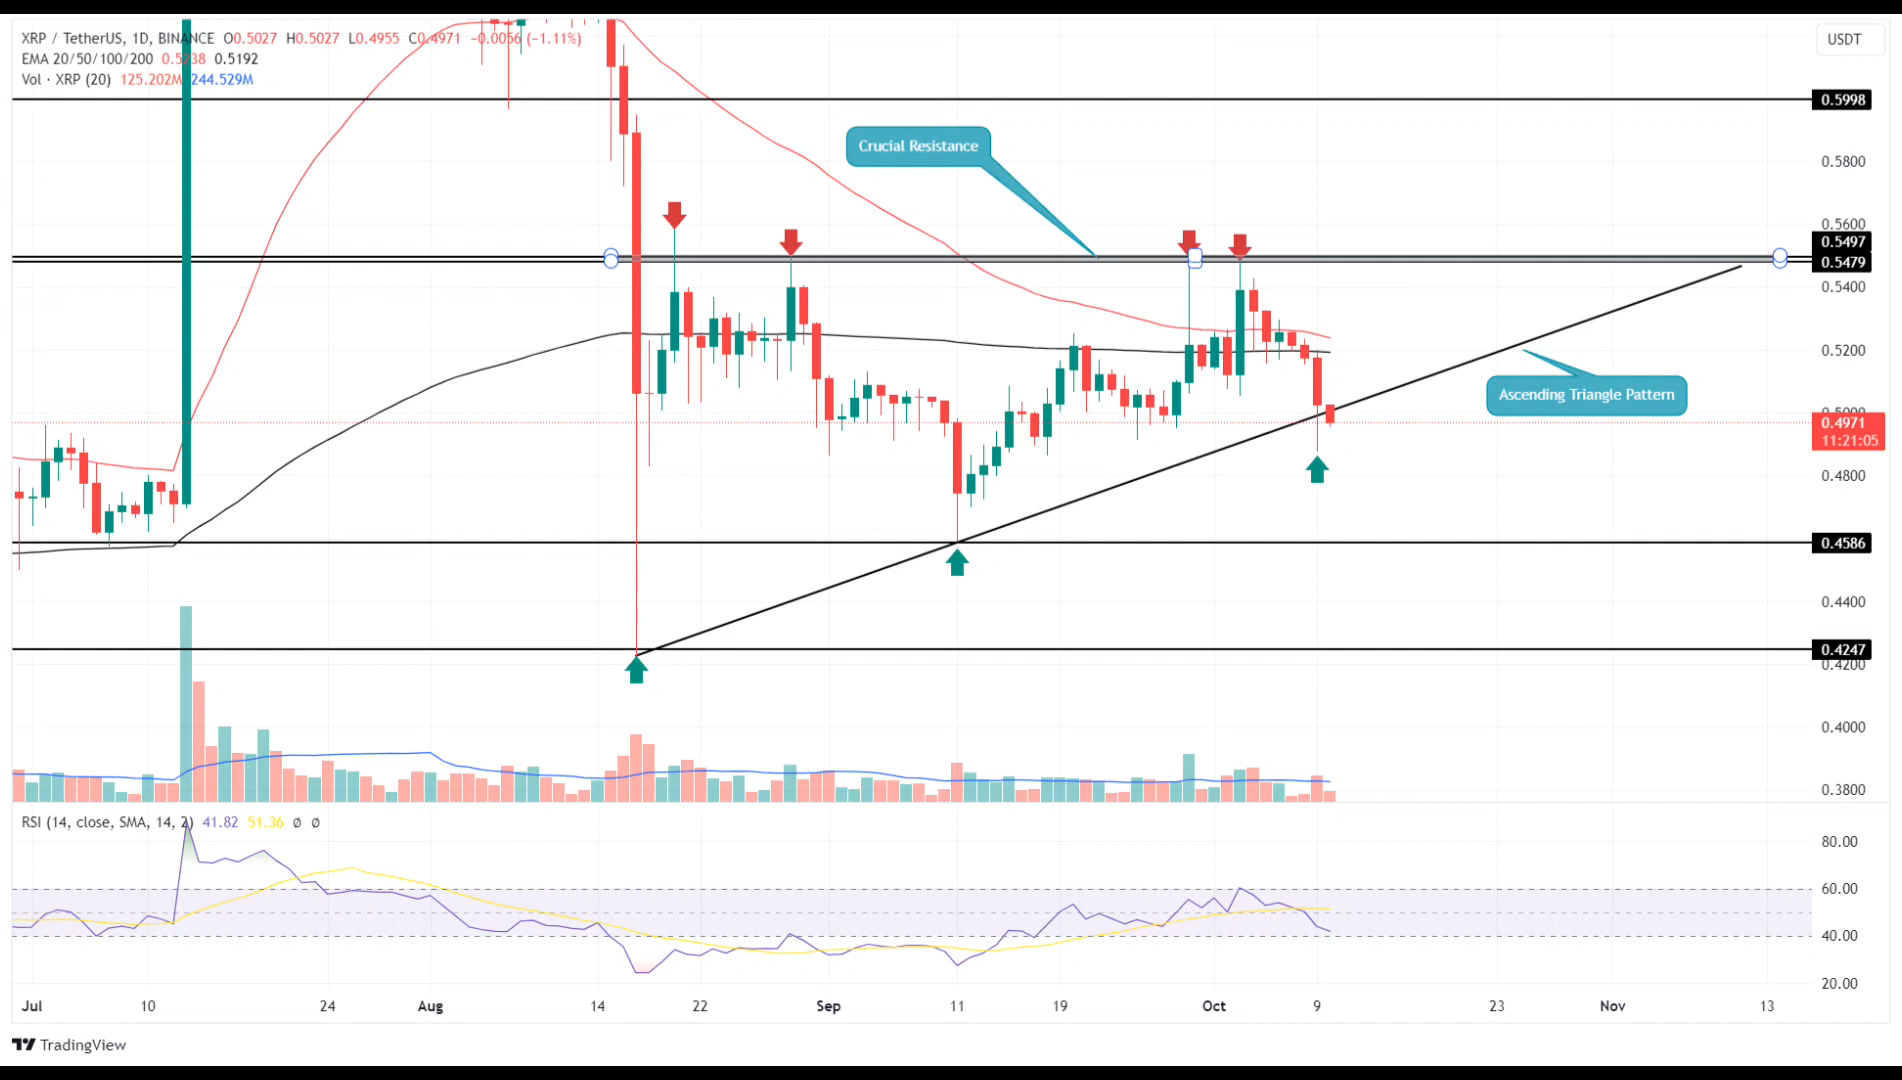 XRP / TetherUS, 1D, BINANCE O0.5027 H0.5027 L0.4955 C0.4971 −0.0056 (−1.11%)
USDT
EMA 20/50/100/200 0.5238 0.5192
Vol · XRP (20) 125.202M 244.529M
0.5998
Crucial Resistance
0.5800
0.5600
0.5497
0.5479
0.5400
0.5200
Ascending Triangle Pattern
0.5000
0.4971
11:21:05
0.4800
0.4586
0.4400
0.4247
0.4200
0.4000
0.3800
RSI (14, close, SMA, 14, 2) 41.82 51.36 ø ø
80.00
60.00
40.00
20.00
Jul 10 24 Aug 14 22 Sep 11 19 Oct 9 23 Nov 13
TradingView